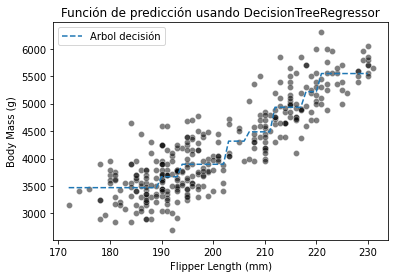 Función de predicción usando DecisionTreeRegressor
Arbol decisión
6000
5500
5000
4500
4000
3500
3000
Body Mass (g)
170 180 190 200 210 220 230
Flipper Length (mm)